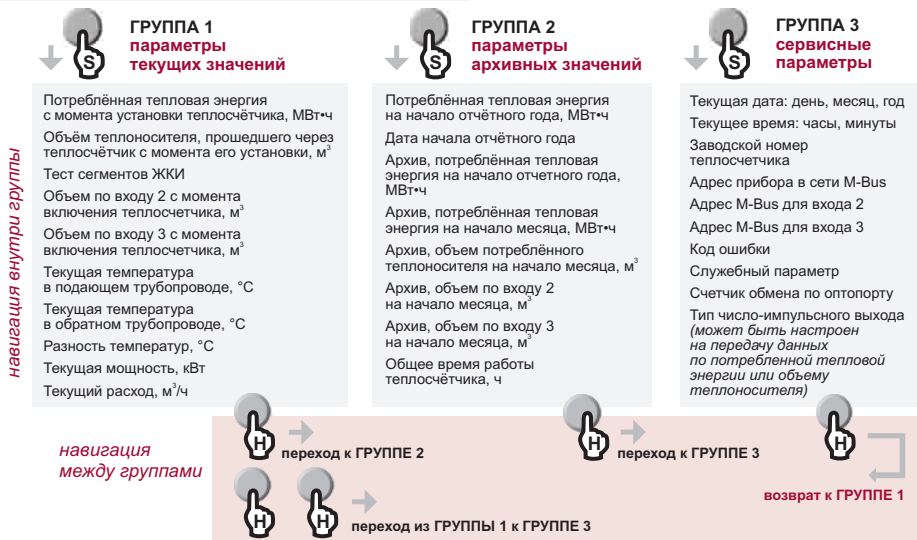 ГРУППА 1
параметры
текущих значений
S
Потреблённая тепловая энергия
с момента установки теплосчётчика, МВт•ч
Объём теплоносителя, прошедшего через
теплосчётчик с момента его установки, м³
Тест сегментов ЖКИ
Объем по входу 2 с момента
включения теплосчетчика, м³
Объем по входу 3 с момента
включения теплосчетчика, м³
Текущая температура
в подающем трубопроводе, °С
Текущая температура
в обратном трубопроводе, °С
Разность температур, °С
Текущая мощность, кВт
Текущий расход, м³/ч
ГРУППА 2
параметры
архивных значений
S
Потреблённая тепловая энергия
на начало отчётного года, МВт•ч
Дата начала отчётного года
Архив, потреблённая тепловая
энергия на начало отчетного года,
МВт•ч
Архив, потреблённая тепловая
энергия на начало месяца, МВт•ч
Архив, объем потреблённого
теплоносителя на начало месяца, м³
Архив, объем по входу 2
на начало месяца, м³
Архив, объем по входу 3
на начало месяца, м³
Общее время работы
теплосчётчика, ч
ГРУППА 3
сервисные
параметры
S
Текущая дата: день, месяц, год
Текущее время: часы, минуты
Заводской номер
теплосчетчика
Адрес прибора в сети M-Bus
Адрес M-Bus для входа 2
Адрес M-Bus для входа 3
Код ошибки
Служебный параметр
Счетчик обмена по оптопорту
Тип число-импульсного выхода
(может быть настроен
на передачу данных
по потребленной тепловой
энергии или объему
теплоносителя)
навигация внутри группы
навигация
между группами
H
переход к ГРУППЕ 2
H
переход к ГРУППЕ 3
H
возврат к ГРУППЕ 1
H
H
переход из ГРУППЫ 1 к ГРУППЕ 3